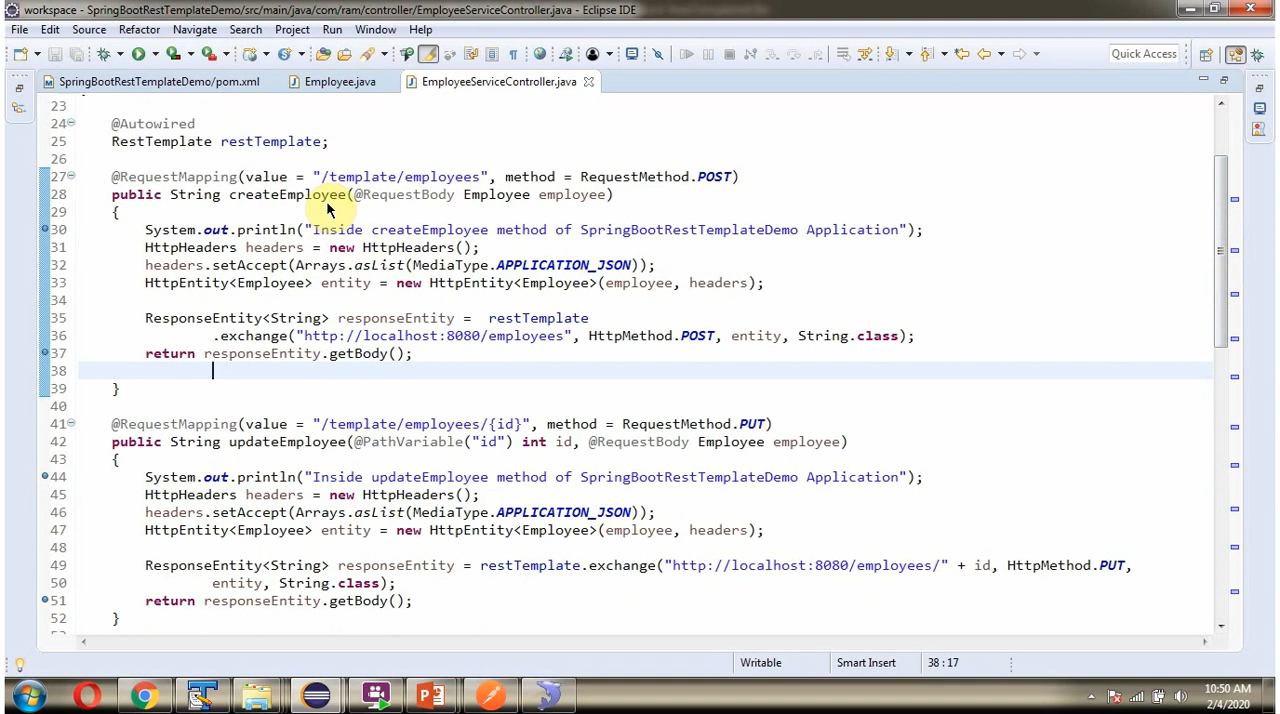 workspace - SpringBootRestTemplateDemo/src/main/java/com/ram/controller/EmployeeServiceController.java - Eclipse IDE
File Edit Source Refactor Navigate Search Project Run Window Help
Quick Access
SpringBootRestTemplateDemo/pom.xml Employee.java EmployeeServiceController.java
23
24 @Autowired
25 RestTemplate restTemplate;
26
27 @RequestMapping(value = "/template/employees", method = RequestMethod.POST)
28 public String createEmployee(@RequestBody Employee employee)
29 {
30 System.out.println("Inside createEmployee method of SpringBootRestTemplateDemo Application");
31 HttpHeaders headers = new HttpHeaders();
32 headers.setAccept(Arrays.asList(MediaType.APPLICATION_JSON));
33 HttpEntity<Employee> entity = new HttpEntity<Employee>(employee, headers);
34
35 ResponseEntity<String> responseEntity = restTemplate
36 .exchange("http://localhost:8080/employees", HttpMethod.POST, entity, String.class);
37 return responseEntity.getBody();
38
39 }
40
41 @RequestMapping(value = "/template/employees/{id}", method = RequestMethod.PUT)
42 public String updateEmployee(@PathVariable("id") int id, @RequestBody Employee employee)
43 {
44 System.out.println("Inside updateEmployee method of SpringBootRestTemplateDemo Application");
45 HttpHeaders headers = new HttpHeaders();
46 headers.setAccept(Arrays.asList(MediaType.APPLICATION_JSON));
47 HttpEntity<Employee> entity = new HttpEntity<Employee>(employee, headers);
48
49 ResponseEntity<String> responseEntity = restTemplate.exchange("http://localhost:8080/employees/" + id, HttpMethod.PUT,
50 entity, String.class);
51 return responseEntity.getBody();
52 }
Writable Smart Insert 38 : 17
10:50 AM
2/4/2020